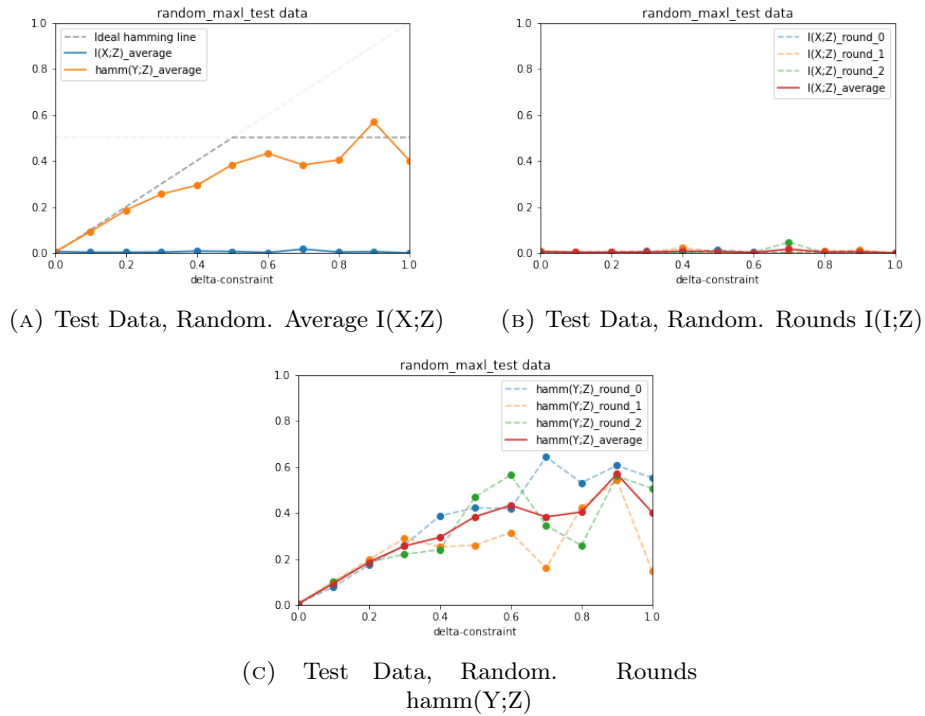 random_maxl_test data
1.0
0.8
0.6
0.4
0.2
0.0
Ideal hamming line
I(X;Z)_average
hamm(Y;Z)_average
0.0 0.2 0.4 0.6 0.8 1.0
delta-constraint
(A) Test Data, Random. Average I(X;Z)
random_maxl_test data
1.0
0.8
0.6
0.4
0.2
0.0
I(X;Z)_round_0
I(X;Z)_round_1
I(X;Z)_round_2
I(X;Z)_average
0.0 0.2 0.4 0.6 0.8 1.0
delta-constraint
(B) Test Data, Random. Rounds I(I;Z)
random_maxl_test data
1.0
0.8
0.6
0.4
0.2
0.0
hamm(Y;Z)_round_0
hamm(Y;Z)_round_1
hamm(Y;Z)_round_2
hamm(Y;Z)_average
0.0 0.2 0.4 0.6 0.8 1.0
delta-constraint
(C) Test Data, Random. Rounds
hamm(Y;Z)